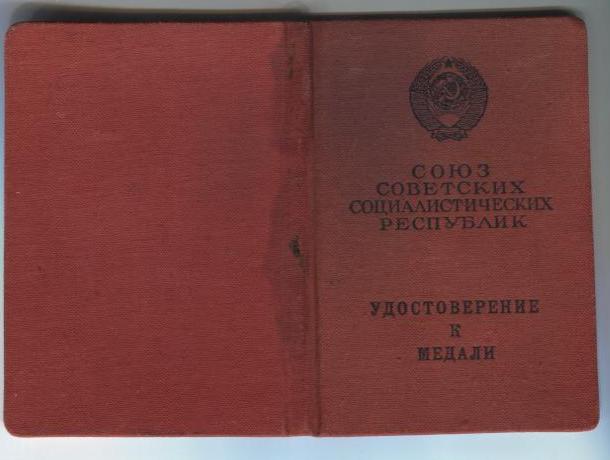 СОЮЗ
СОВЕТСКИХ
СОЦИАЛИСТИЧЕСКИХ
РЕСПУБЛИК
УДОСТОВЕРЕНИЕ
К
МЕДАЛИ